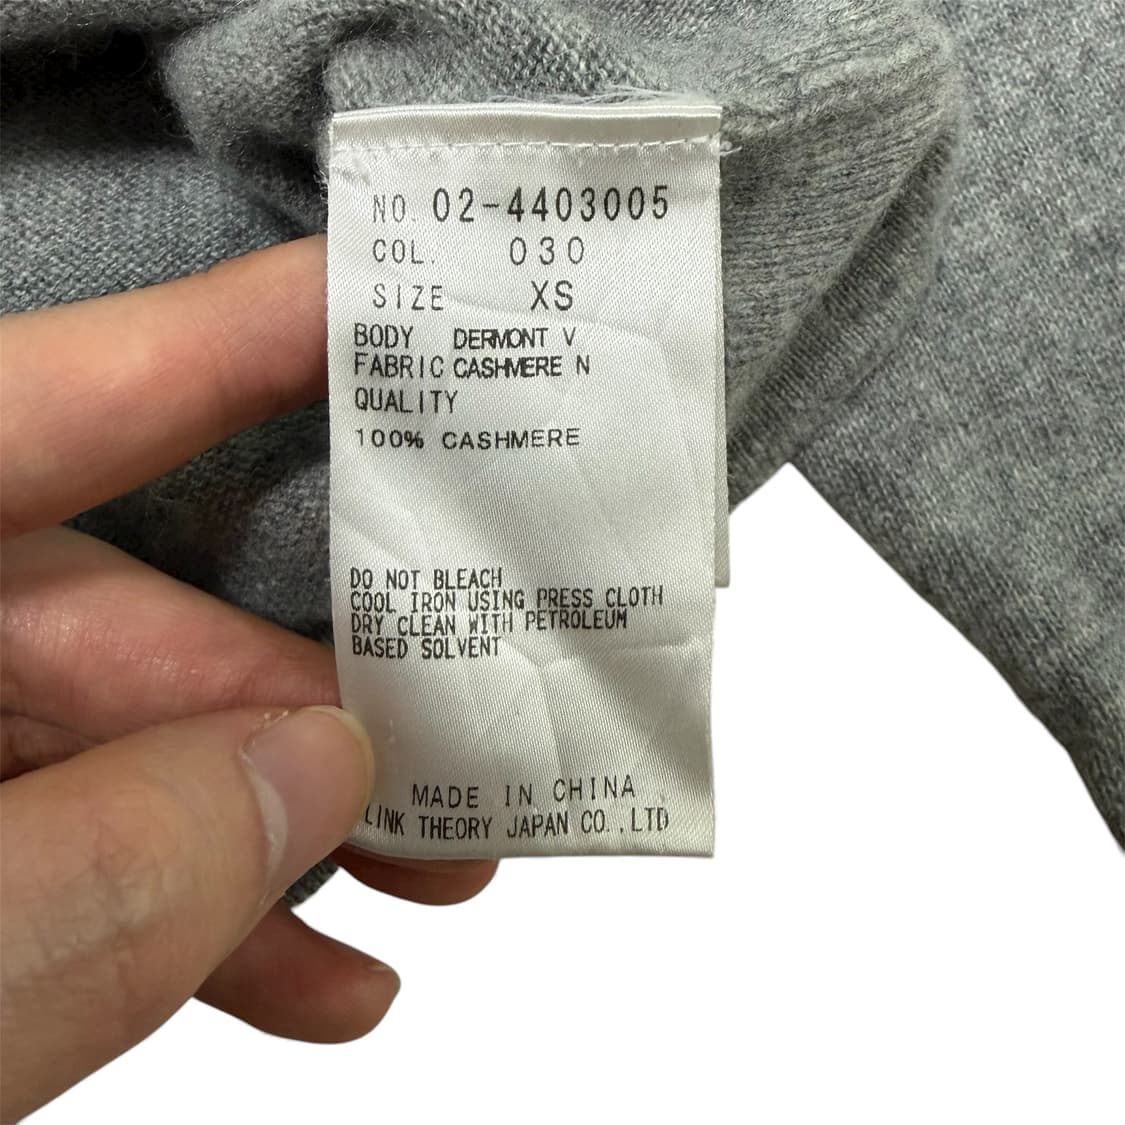 NO. 02-4403005
COL. 030
SIZE XS
BODY DERMONT V
FABRIC CASHMERE N
QUALITY
100% CASHMERE
DO NOT BLEACH
COOL IRON USING PRESS CLOTH
DRY CLEAN WITH PETROLEUM
BASED SOLVENT
MADE IN CHINA
LINK THEORY JAPAN CO.,LTD